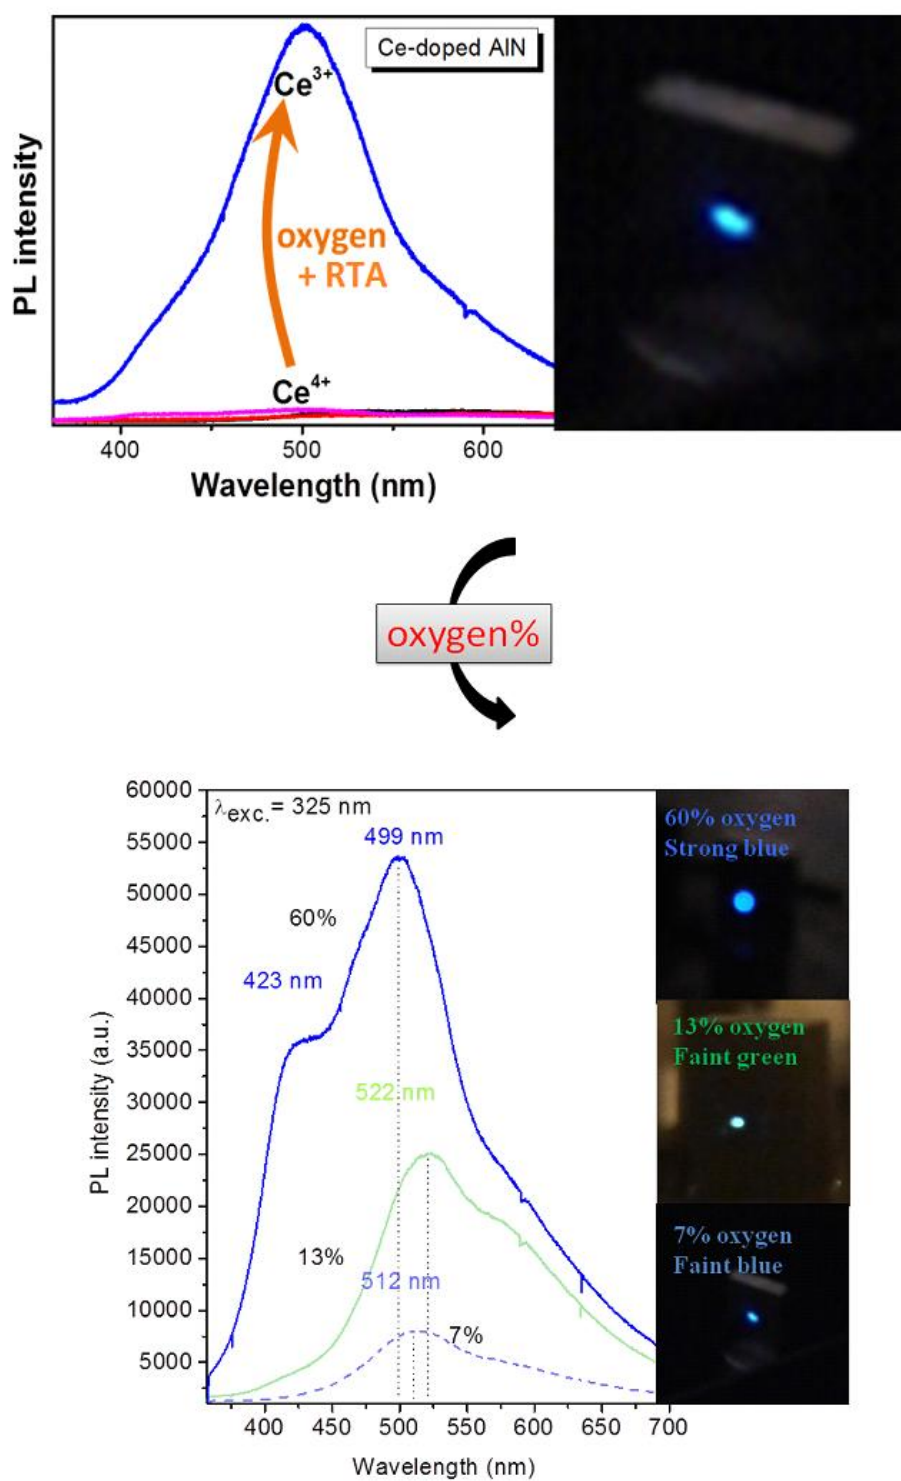 Ce-doped AlN
Ce³⁺
oxygen
+ RTA
Ce⁴⁺
PL intensity
400
500
600
Wavelength (nm)
oxygen%
60000
55000
50000
45000
40000
35000
30000
25000
20000
15000
10000
5000
PL intensity (a.u.)
λexc.= 325 nm
499 nm
60%
423 nm
522 nm
13%
512 nm
7%
400
450
500
550
600
650
700
Wavelength (nm)
60% oxygen
Strong blue
13% oxygen
Faint green
7% oxygen
Faint blue